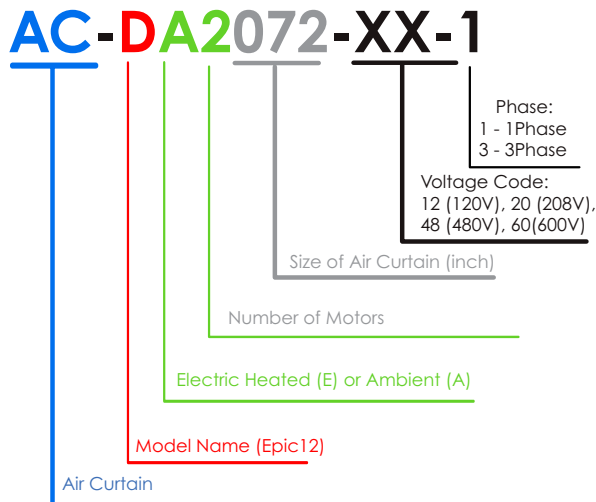 AC-DA2072-XX-1
Phase:
1 - 1Phase
3 - 3Phase
Voltage Code:
12 (120V), 20 (208V),
48 (480V), 60(600V)
Size of Air Curtain (inch)
Number of Motors
Electric Heated (E) or Ambient (A)
Model Name (Epic12)
Air Curtain